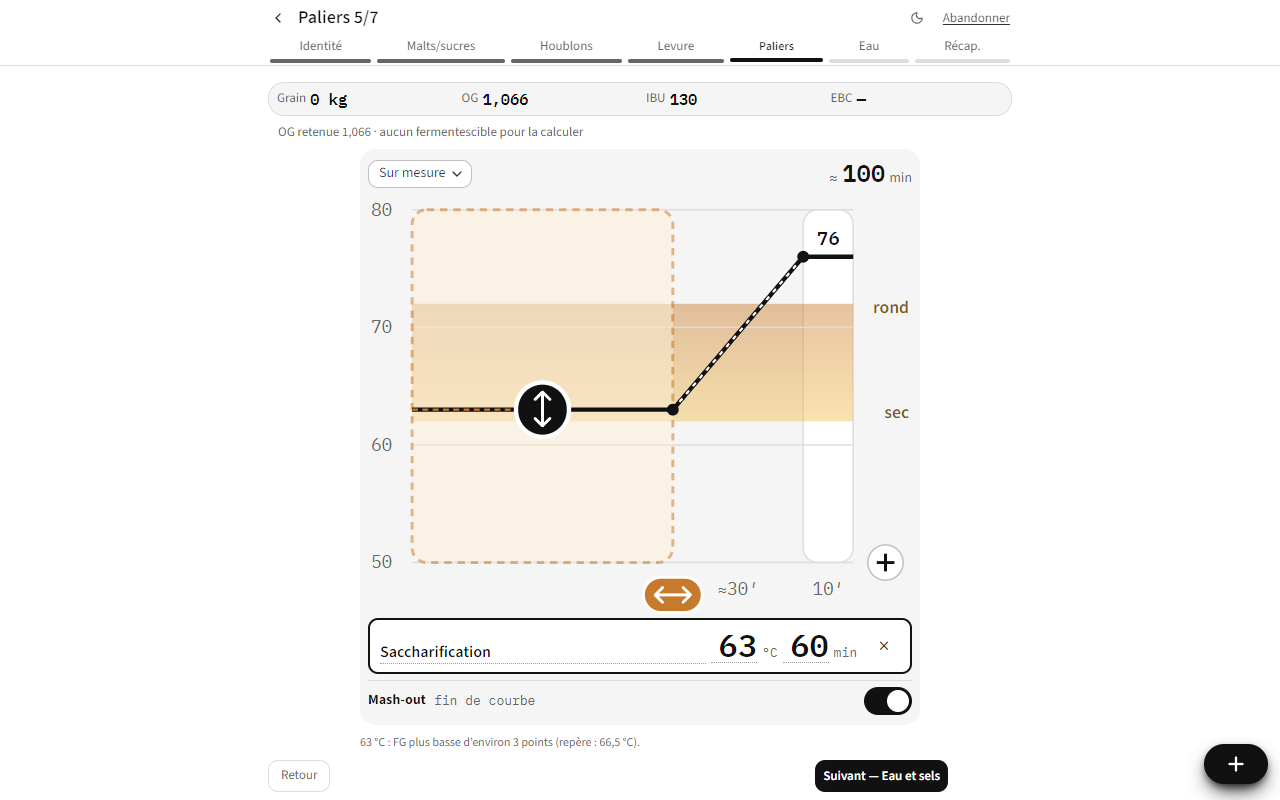 Paliers 5/7
Abandonner
Identité Malts/sucres Houblons Levure Paliers Eau Récap.
Grain 0 kg OG 1,066 IBU 130 EBC –
OG retenue 1,066 · aucun fermentescible pour la calculer
Sur mesure ≈ 100 min
80
76
rond
70
sec
60
50
≈30′ 10′
Saccharification 63 °C 60 min ×
Mash-out fin de courbe
63 °C : FG plus basse d’environ 3 points (repère : 66,5 °C).
Retour Suivant — Eau et sels